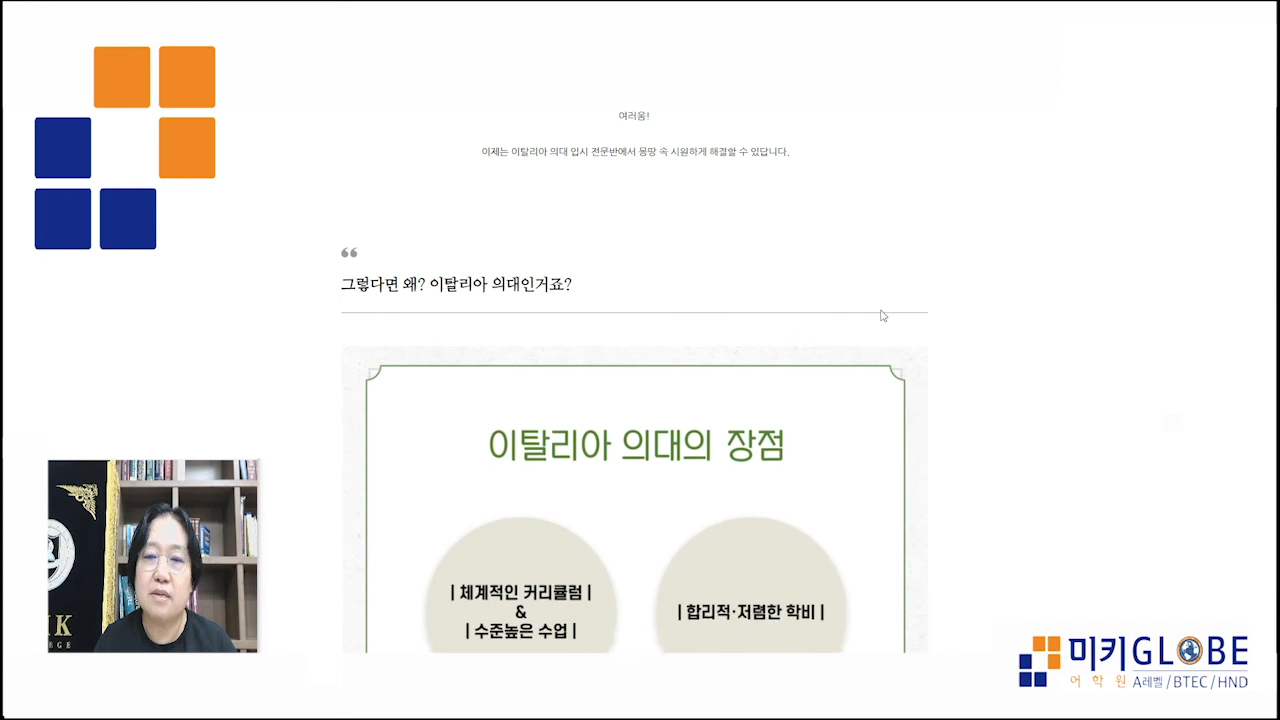 여러움!
이제는 이탈리아 의대 입시 전문반에서 몽땅 속 시원하게 해결할 수 있답니다.
❝
그렇다면 왜? 이탈리아 의대인거죠?
이탈리아 의대의 장점
| 체계적인 커리큘럼 |
&
| 수준높은 수업 |
| 합리적·저렴한 학비 |
K
EGE
미키GLOBE
어학원 A레벨/BTEC/HND